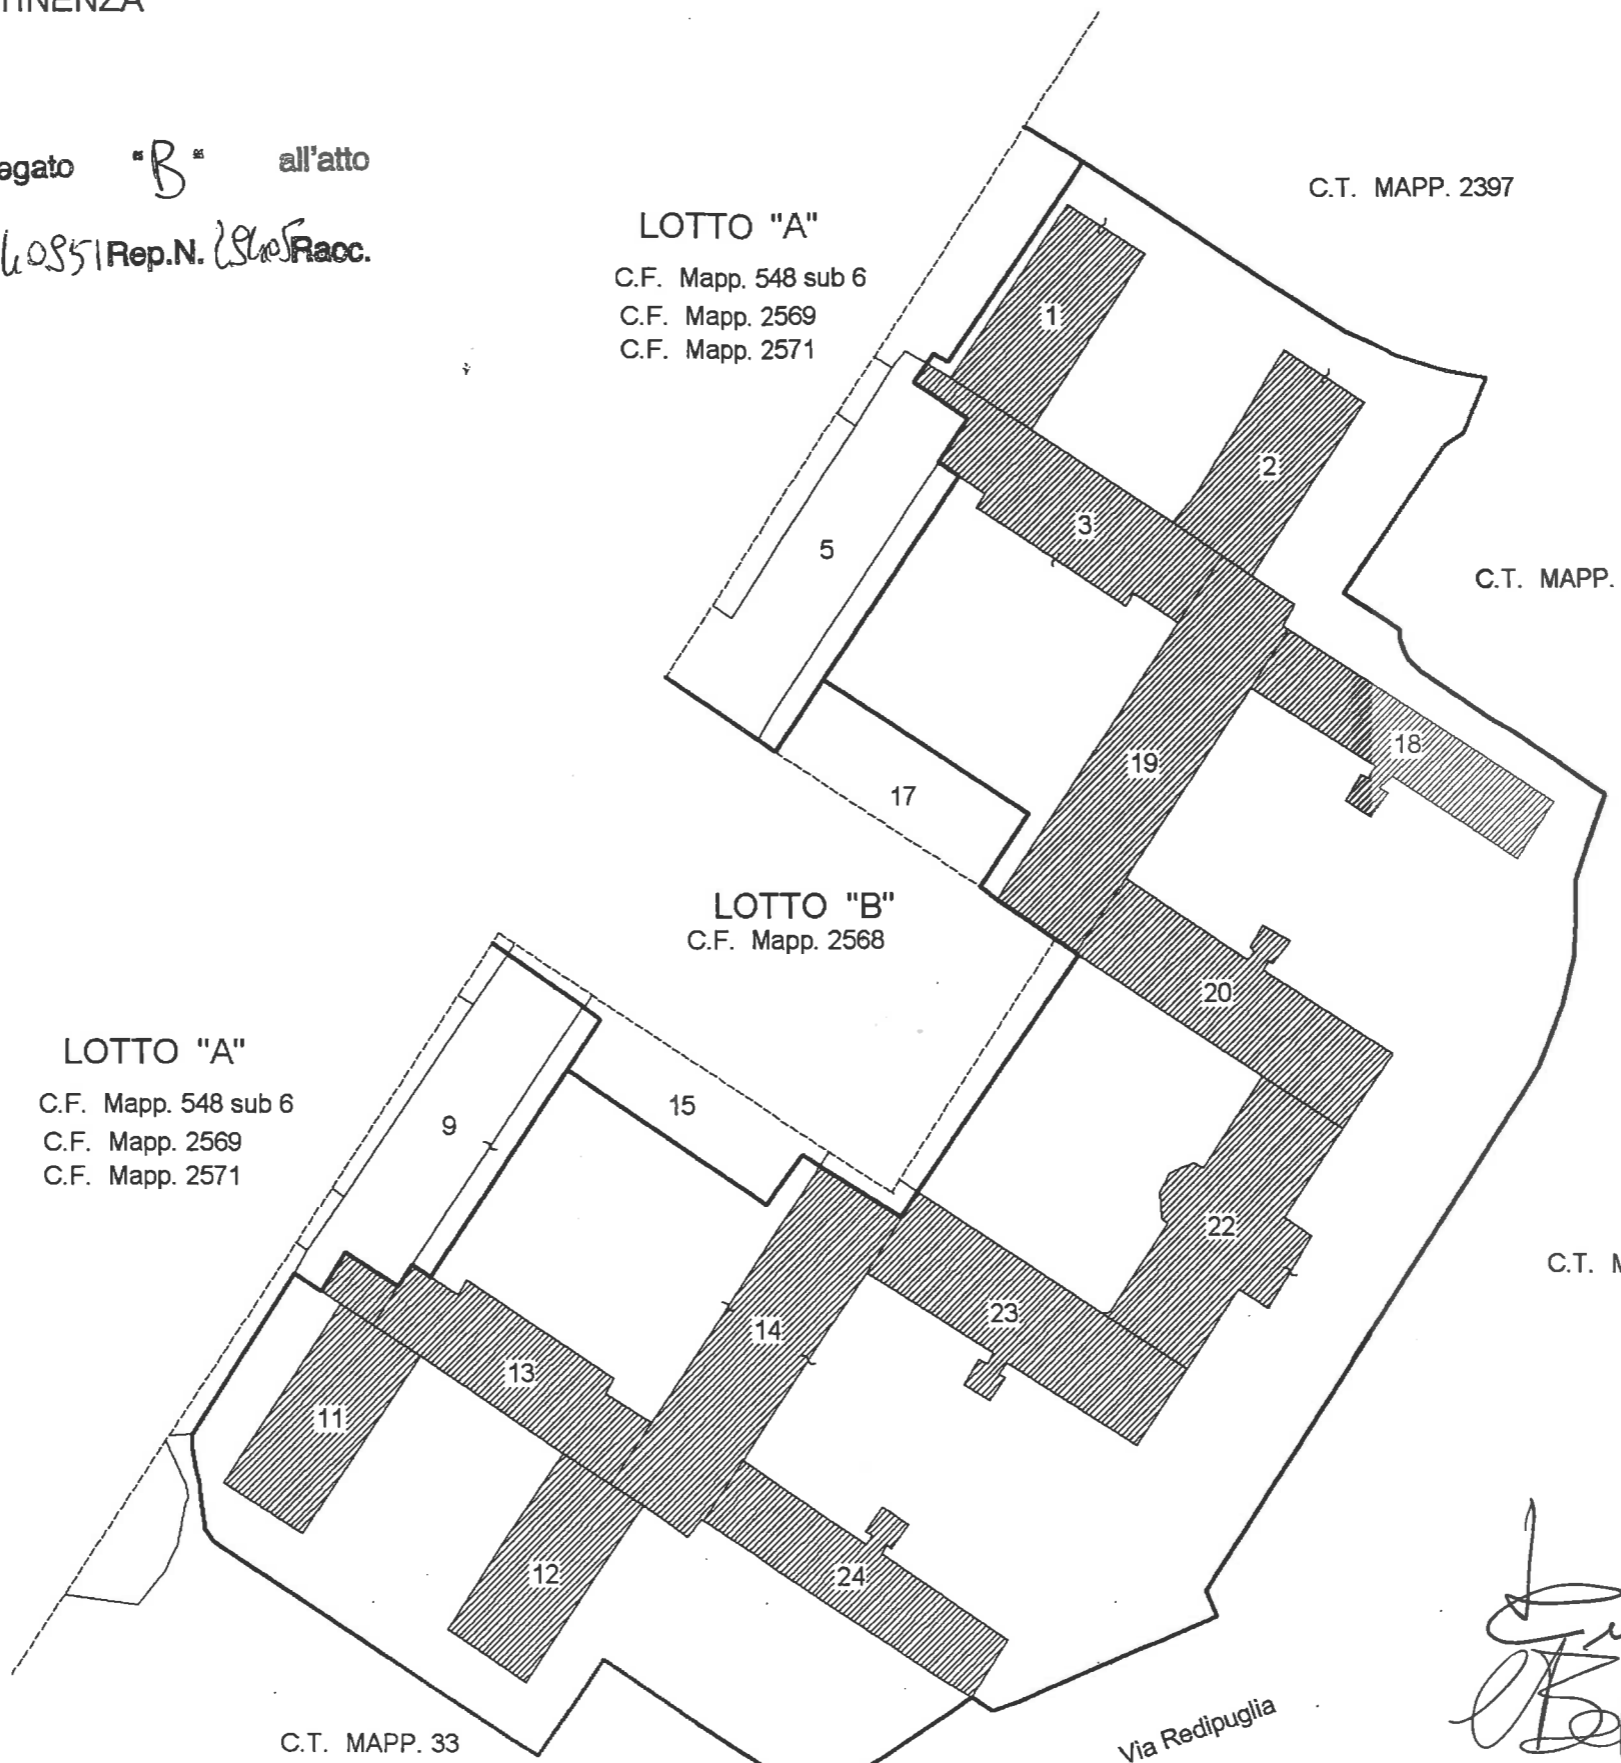 TINENZA
egato "B" all'atto
Rep.N. Racc.
LOTTO "A"
C.F. Mapp. 548 sub 6
C.F. Mapp. 2569
C.F. Mapp. 2571
C.T. MAPP. 2397
1
2
3
5
C.T. MAPP.
18
19
17
LOTTO "B"
C.F. Mapp. 2568
20
LOTTO "A"
C.F. Mapp. 548 sub 6
C.F. Mapp. 2569
C.F. Mapp. 2571
9
15
22
C.T. M
23
14
13
11
12
24
Via Redipuglia
C.T. MAPP. 33